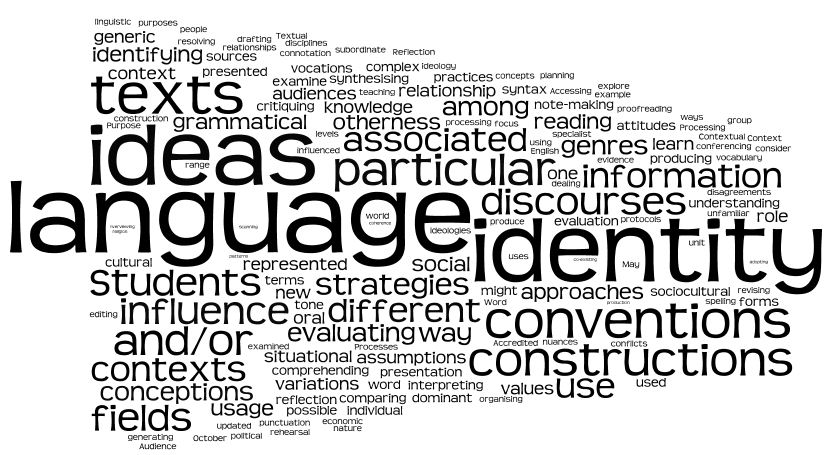 linguistic purposes
people
generic resolving drafting Textual
relationships disciplines
identifying sources connotation subordinate Reflection
context presented vocations complex ideology
texts examine synthesising practices concepts planning
audiences teaching relationship syntax Accessing explore
example
critiquing knowledge among note-making proofreading
construction grammatical otherness processing focus reading attitudes ways group
Purpose Processing
ideas levels associated using specialist genres learn Contextual Context
influenced English conferencing consider
range particular one evidence producing vocabulary
dealing information
disagreements
language discourses understanding
world unfamiliar role
coherence produce evaluation protocols
overviewing scanning ideologies
religion
identity
unit
patterns uses co-existing
cultural represented social May adopting
Students terms strategies might approaches sociocultural revising
new Word production spelling forms
editing influence tone different conventions
oral
and/or evaluating way
examined Processes Accredited nuances conflicts
situational assumptions constructions
contexts comprehending presentation
conceptions variations word interpreting values use used
reflection comparing dominant organising
fields usage possible individual
updated punctuation economic
nature
generating October political rehearsal
Audience